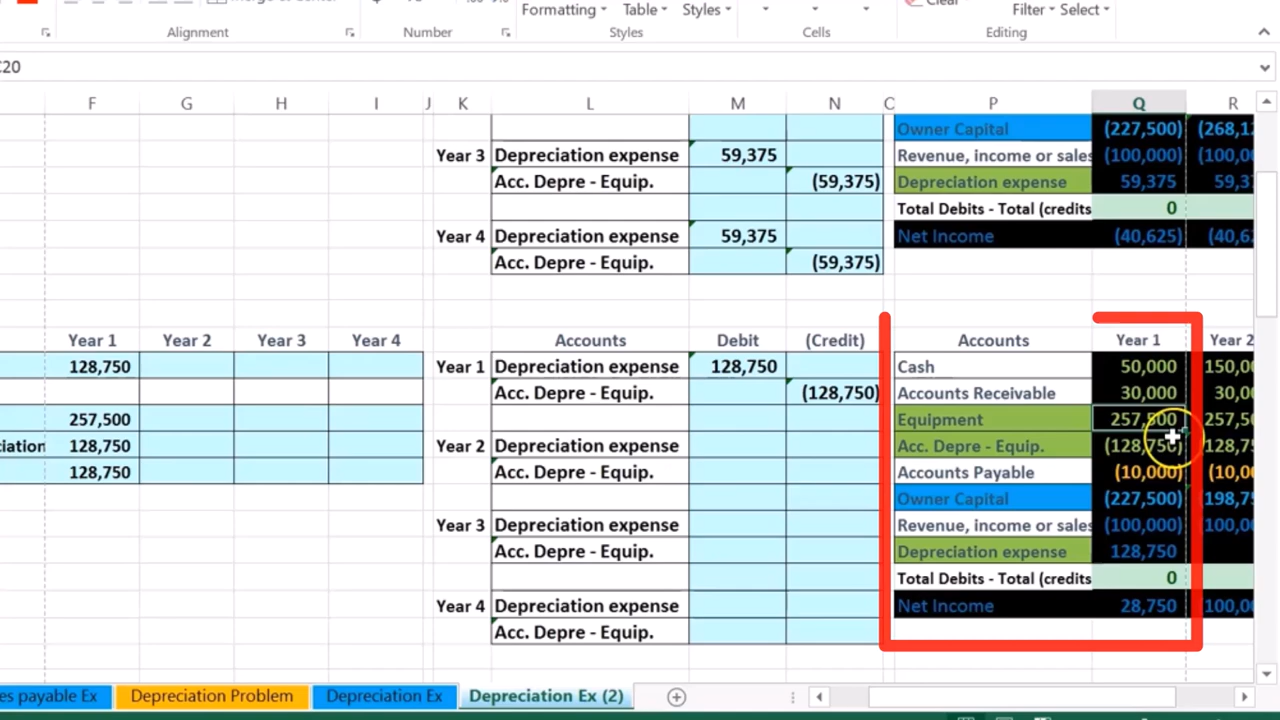 Alignment Number Styles Cells Editing
Formatting Table Styles Filter Select
C20
F G H I J K L M N C P Q R
Owner Capital (227,500)
Year 3 Depreciation expense 59,375 Revenue, income or sales (100,000)
Acc. Depre - Equip. (59,375) Depreciation expense 59,375
Total Debits - Total (credits 0
Year 4 Depreciation expense 59,375 Net Income (40,625)
Acc. Depre - Equip. (59,375)
Year 1 Year 2 Year 3 Year 4 Accounts Debit (Credit) Accounts Year 1 Year 2
128,750 Year 1 Depreciation expense 128,750 Cash 50,000
Acc. Depre - Equip. (128,750) Accounts Receivable 30,000
257,500 Equipment 257,500
ciation 128,750 Year 2 Depreciation expense Acc. Depre - Equip. (128,750)
128,750 Acc. Depre - Equip. Accounts Payable (10,000)
Owner Capital (227,500)
Year 3 Depreciation expense Revenue, income or sales (100,000)
Acc. Depre - Equip. Depreciation expense 128,750
Total Debits - Total (credits 0
Year 4 Depreciation expense Net Income 28,750
Acc. Depre - Equip.
es payable Ex Depreciation Problem Depreciation Ex Depreciation Ex (2)